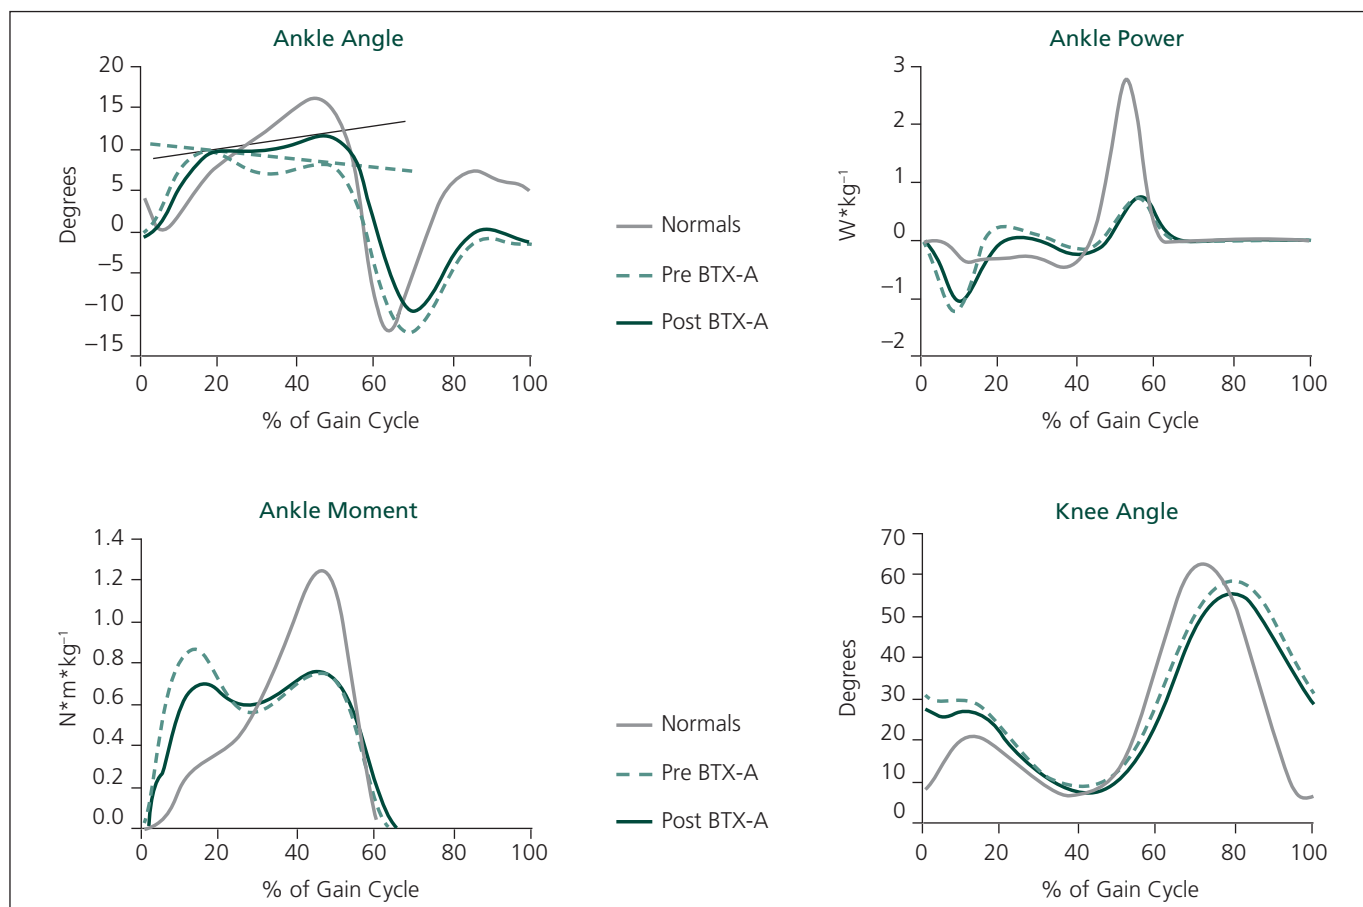 Ankle Angle
20
15
10
5
0
–5
–10
–15
Degrees
0 20 40 60 80 100
% of Gain Cycle
Normals
Pre BTX-A
Post BTX-A
Ankle Power
3
2
1
0
–1
–2
W*kg–1
0 20 40 60 80 100
% of Gain Cycle
Ankle Moment
1.4
1.2
1.0
0.8
0.6
0.4
0.2
0.0
N*m*kg–1
0 20 40 60 80 100
% of Gain Cycle
Normals
Pre BTX-A
Post BTX-A
Knee Angle
70
60
50
40
30
20
10
0
Degrees
0 20 40 60 80 100
% of Gain Cycle